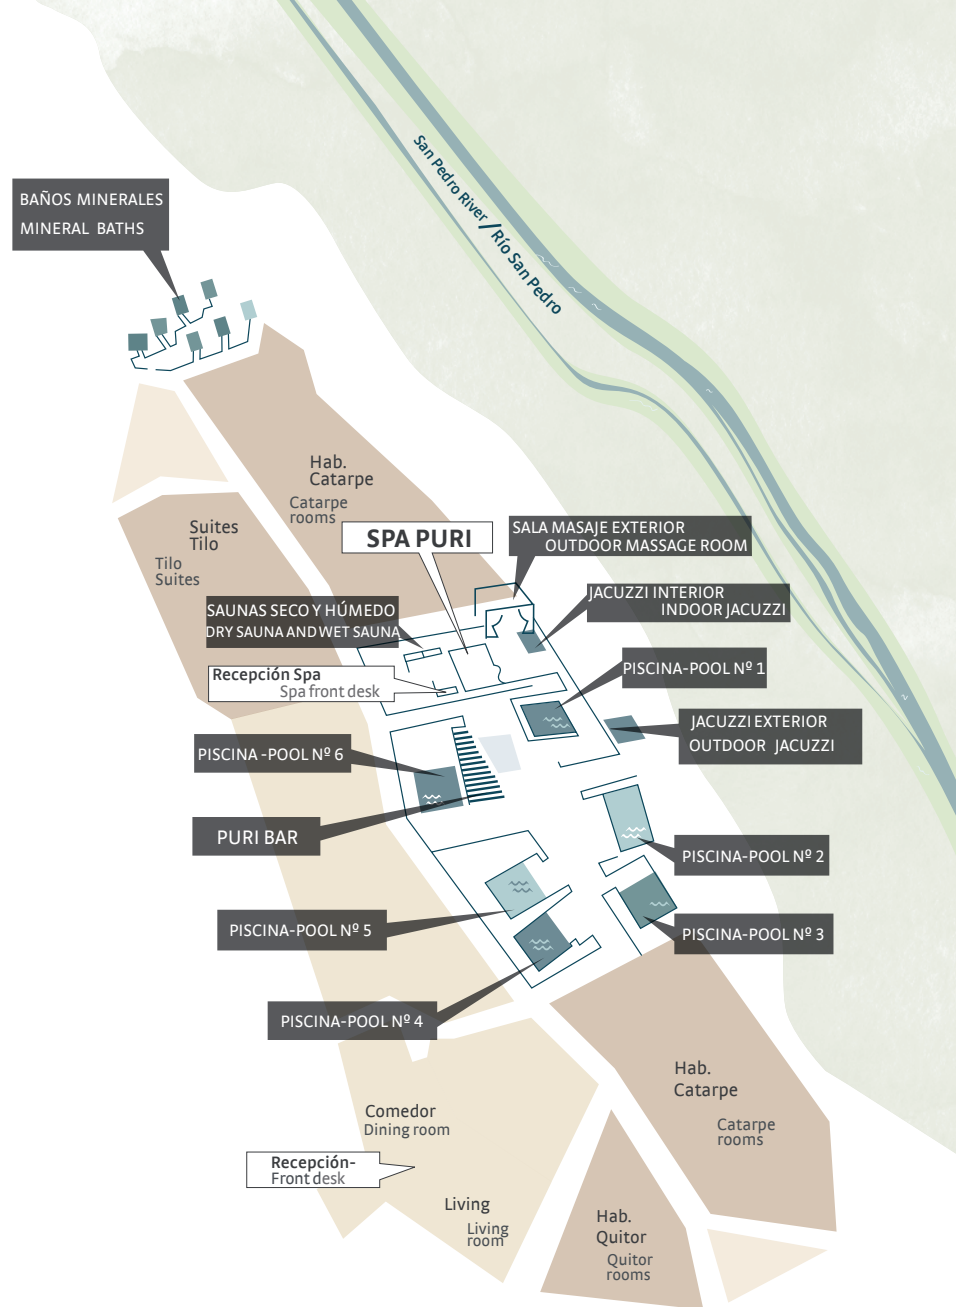 San Pedro River / Río San Pedro
BAÑOS MINERALES
MINERAL BATHS
Hab.
Catarpe
Catarpe
rooms
Suites
Tilo
Tilo
Suites
SPA PURI
SALA MASAJE EXTERIOR
OUTDOOR MASSAGE ROOM
JACUZZI INTERIOR
INDOOR JACUZZI
SAUNAS SECO Y HÚMEDO
DRY SAUNA AND WET SAUNA
Recepción Spa
Spa front desk
PISCINA-POOL Nº 1
JACUZZI EXTERIOR
OUTDOOR JACUZZI
PISCINA -POOL Nº 6
PURI BAR
PISCINA-POOL Nº 2
PISCINA-POOL Nº 5
PISCINA-POOL Nº 3
PISCINA-POOL Nº 4
Hab.
Catarpe
Catarpe
rooms
Comedor
Dining room
Recepción-
Front desk
Living
Living
room
Hab.
Quitor
Quitor
rooms